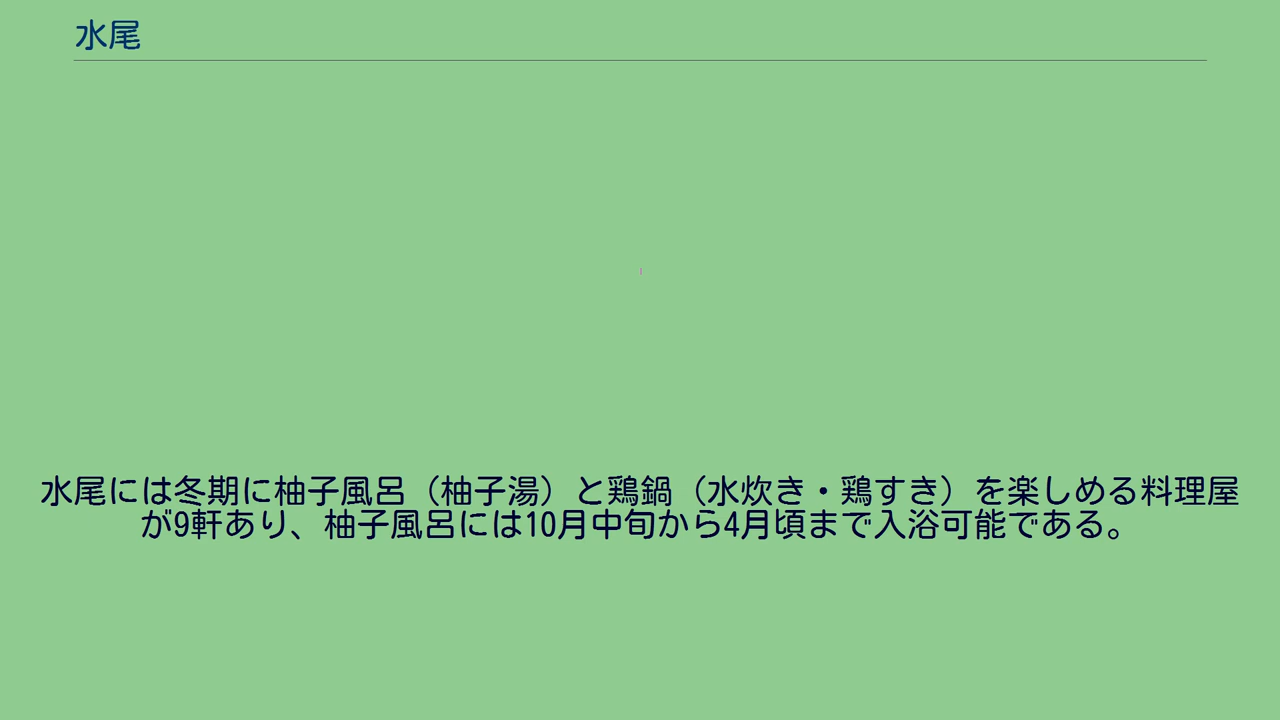 水尾
水尾には冬期に柚子風呂（柚子湯）と鶏鍋（水炊き・鶏すき）を楽しめる料理屋
が9軒あり、柚子風呂には10月中旬から4月頃まで入浴可能である。